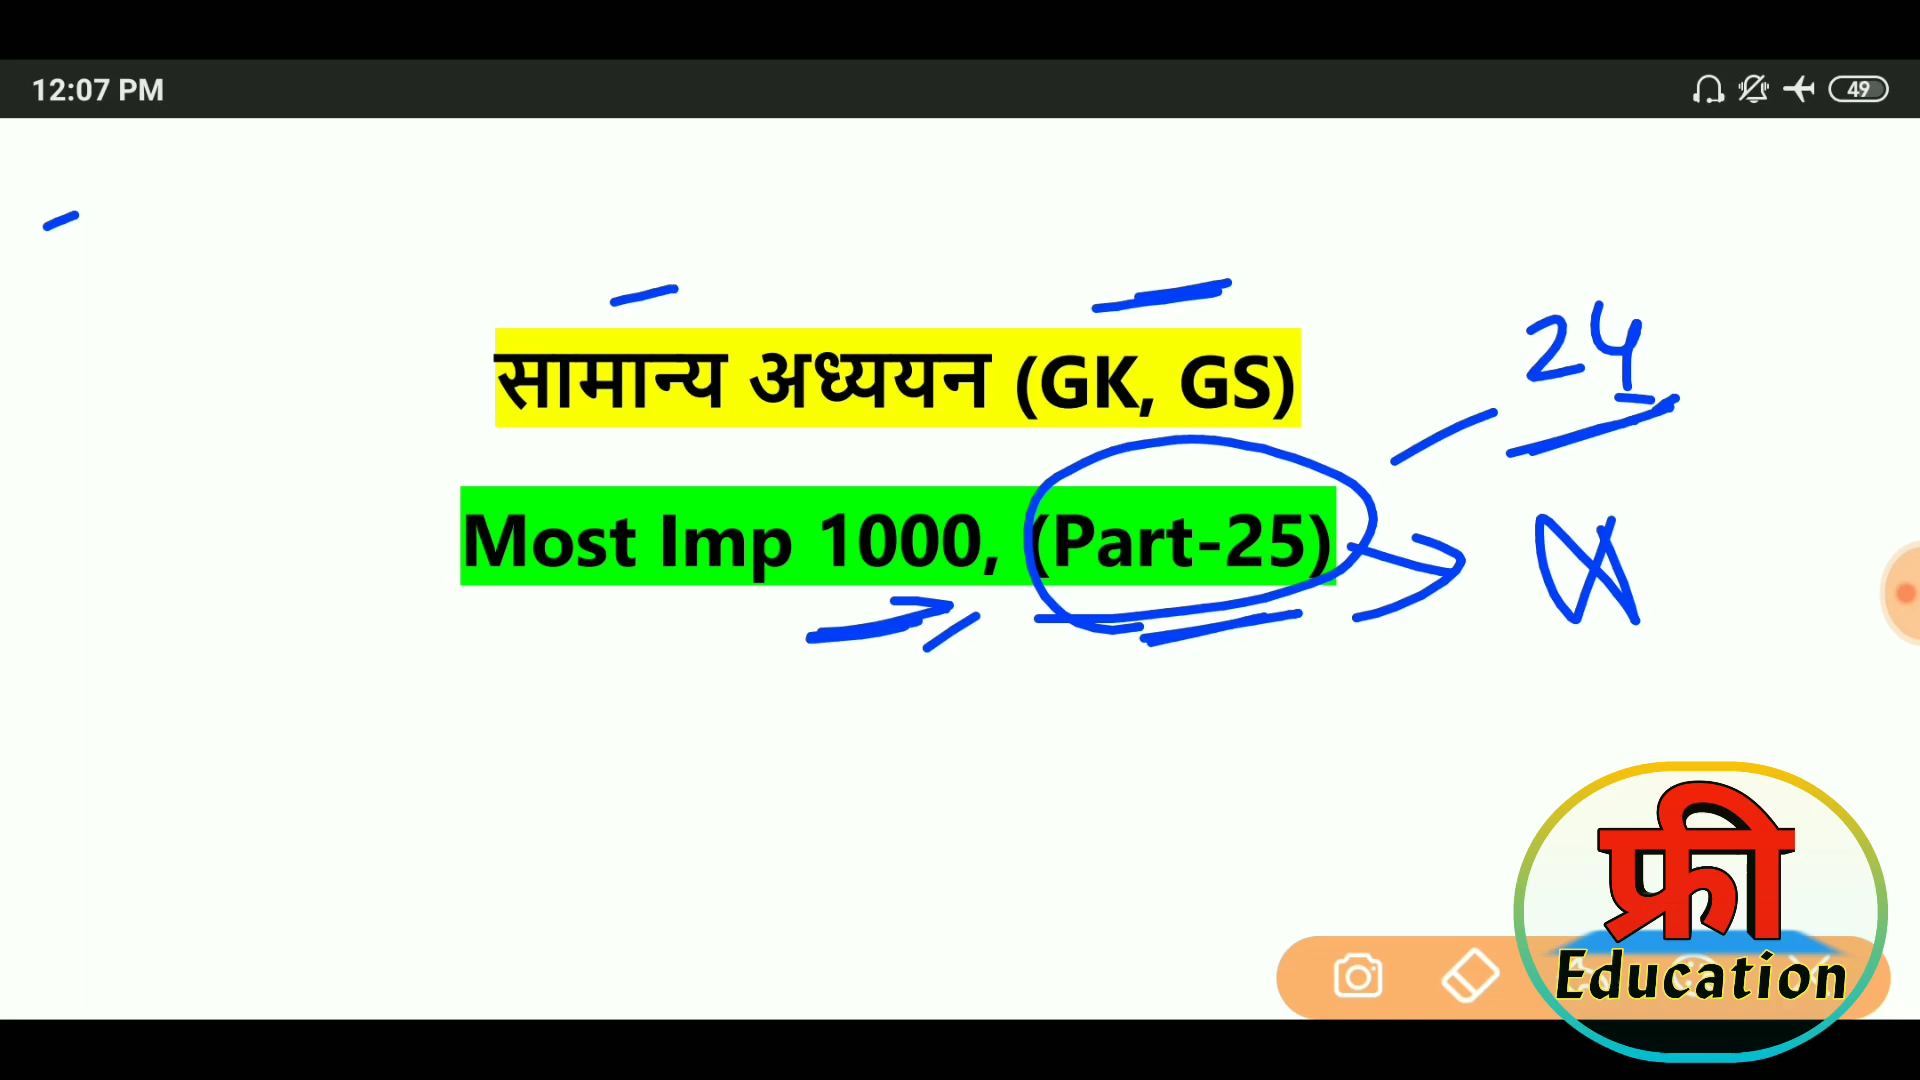 12:07 PM
49
सामान्य अध्ययन (GK, GS)
24
Most Imp 1000, (Part-25)
फ्री
Education